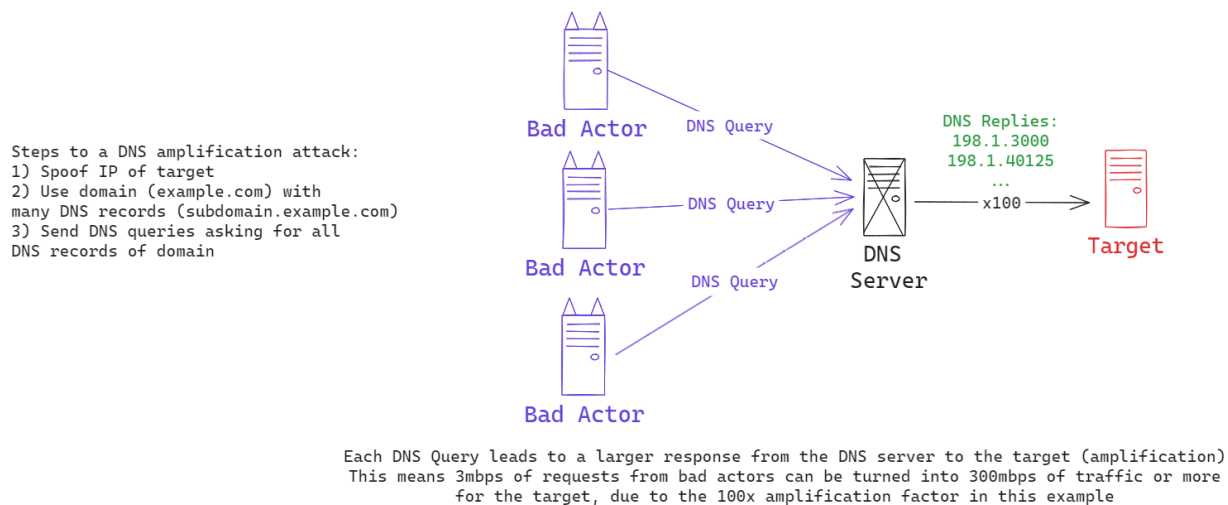 Bad Actor
DNS Query
DNS Replies:
198.1.3000
198.1.40125
...
Steps to a DNS amplification attack:
1) Spoof IP of target
2) Use domain (example.com) with
many DNS records (subdomain.example.com)
3) Send DNS queries asking for all
DNS records of domain
DNS Query
x100
Bad Actor
DNS
Server
Target
DNS Query
Bad Actor
Each DNS Query leads to a larger response from the DNS server to the target (amplification)
This means 3mbps of requests from bad actors can be turned into 300mbps of traffic or more
for the target, due to the 100x amplification factor in this example